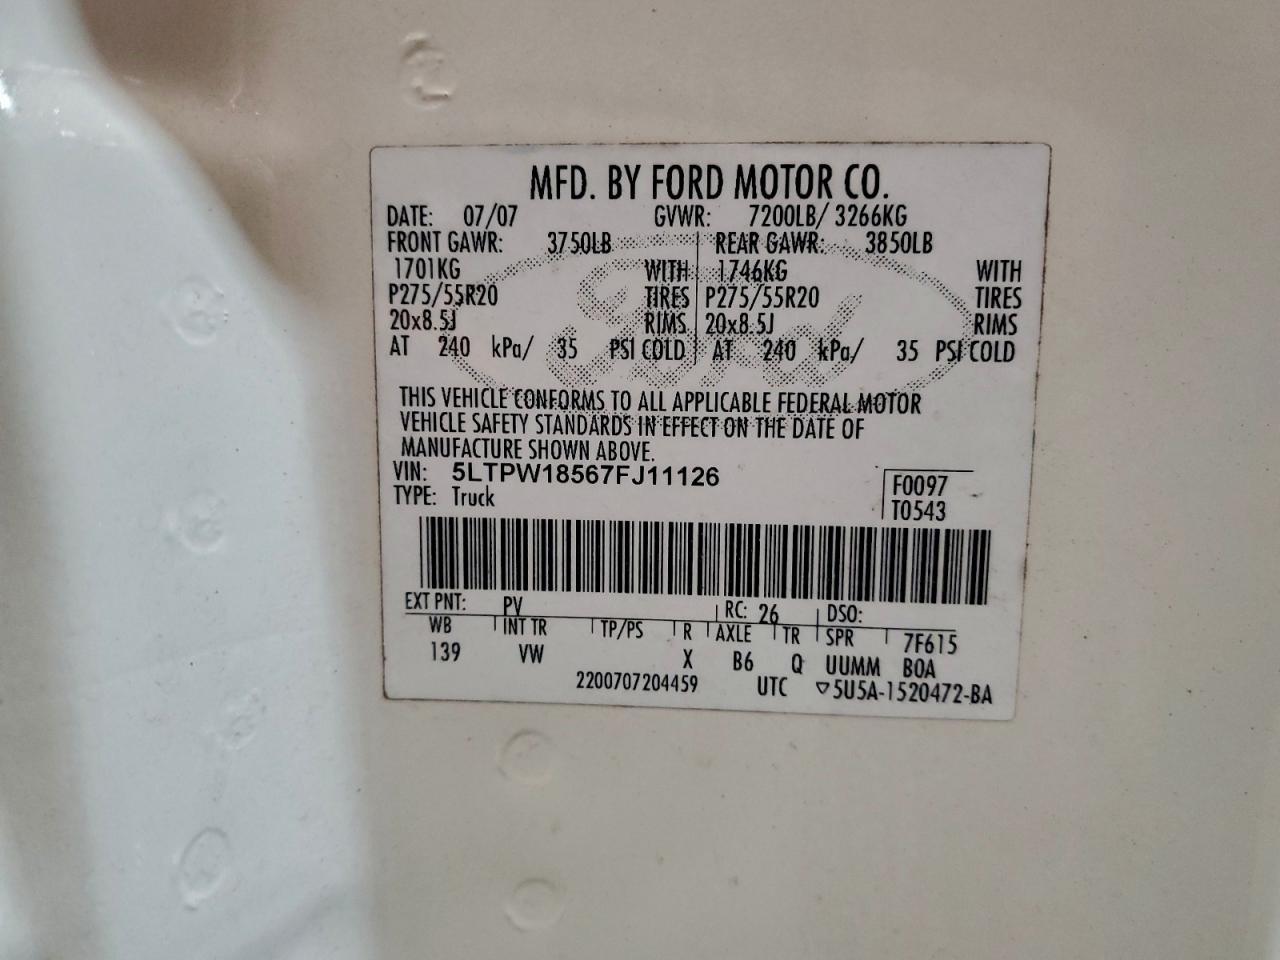 MFD. BY FORD MOTOR CO.
DATE: 07/07 GVWR: 7200LB/ 3266KG
FRONT GAWR: 3750LB REAR GAWR: 3850LB
1701KG WITH 1746KG WITH
P275/55R20 TIRES P275/55R20 TIRES
20x8.5J RIMS 20x8.5J RIMS
AT 240 kPa/ 35 PSI COLD AT 240 kPa/ 35 PSI COLD
Ford
THIS VEHICLE CONFORMS TO ALL APPLICABLE FEDERAL MOTOR
VEHICLE SAFETY STANDARDS IN EFFECT ON THE DATE OF
MANUFACTURE SHOWN ABOVE.
VIN: 5LTPW18567FJ11126
TYPE: Truck
F0097
T0543
EXT PNT: PV RC: 26 DSO:
WB INT TR TP/PS R AXLE TR SPR 7F615
139 VW X B6 Q UUMM BOA
2200707204459 UTC ▽5U5A-1520472-BA